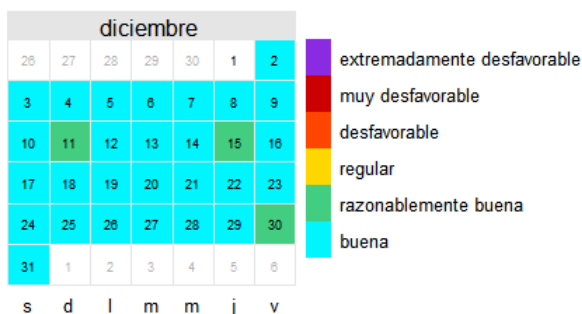 diciembre
26 27 28 29 30 1 2
3 4 5 6 7 8 9
10 11 12 13 14 15 16
17 18 19 20 21 22 23
24 25 26 27 28 29 30
31 1 2 3 4 5 6
s d l m m j v
extremadamente desfavorable
muy desfavorable
desfavorable
regular
razonablemente buena
buena